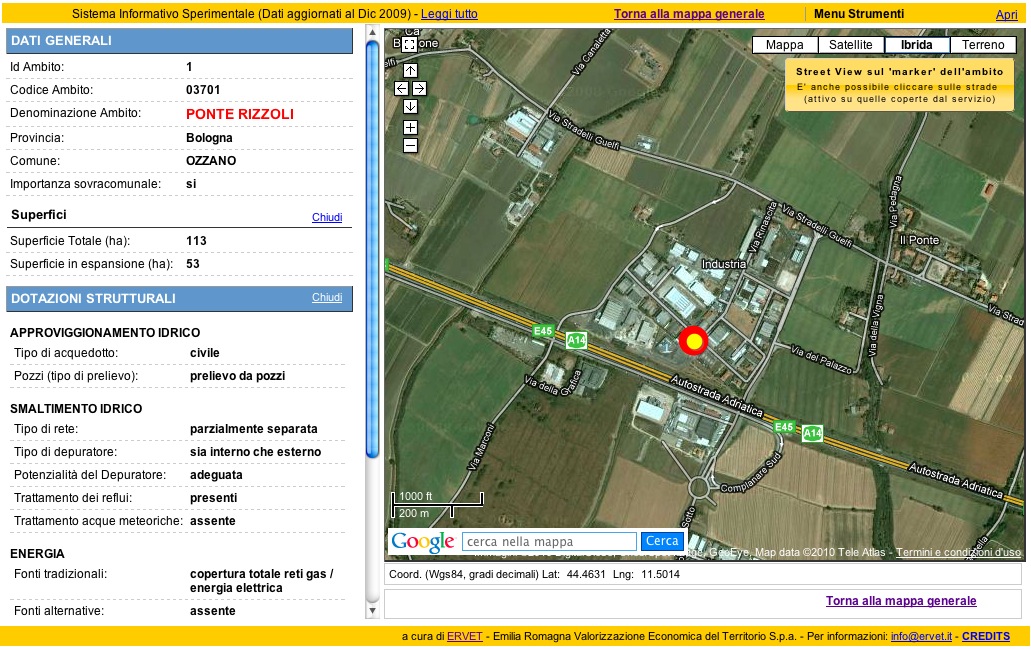 Sistema Informativo Sperimentale (Dati aggiornati al Dic 2009) - Leggi tutto
Torna alla mappa generale
Menu Strumenti
Apri
DATI GENERALI
Id Ambito: 1
Codice Ambito: 03701
Denominazione Ambito: PONTE RIZZOLI
Provincia: Bologna
Comune: OZZANO
Importanza sovracomunale: si
Superfici Chiudi
Superficie Totale (ha): 113
Superficie in espansione (ha): 53
DOTAZIONI STRUTTURALI Chiudi
APPROVIGGIONAMENTO IDRICO
Tipo di acquedotto: civile
Pozzi (tipo di prelievo): prelievo da pozzi
SMALTIMENTO IDRICO
Tipo di rete: parzialmente separata
Tipo di depuratore: sia interno che esterno
Potenzialità del Depuratore: adeguata
Trattamento dei reflui: presenti
Trattamento acque meteoriche: assente
ENERGIA
Fonti tradizionali: copertura totale reti gas /
energia elettrica
Fonti alternative: assente
Mappa Satellite Ibrida Terreno
Street View sul 'marker' dell'ambito
E' anche possibile cliccare sulle strade
(attivo su quelle coperte dal servizio)
Ca
Via Canaletta
Via Stradelli Guelfi
Via Pedagna
Via Rinascita
Via Stradelli Guelfi
Il Ponte
Industria
Via della Vigna
Via Strad
E45
A14
Via del Palazzo
Via della Grafica
Autostrada Adriatica
E45
A14
Via Marconi
Complanare Sud
Autostrada Adriatica
Sotto
1000 ft
200 m
Google cerca nella mappa Cerca
GeoEye, Map data ©2010 Tele Atlas - Termini e condizioni d'uso
Coord. (Wgs84, gradi decimali) Lat: 44.4631 Lng: 11.5014
Torna alla mappa generale
a cura di ERVET - Emilia Romagna Valorizzazione Economica del Territorio S.p.a. - Per informazioni: info@ervet.it - CREDITS